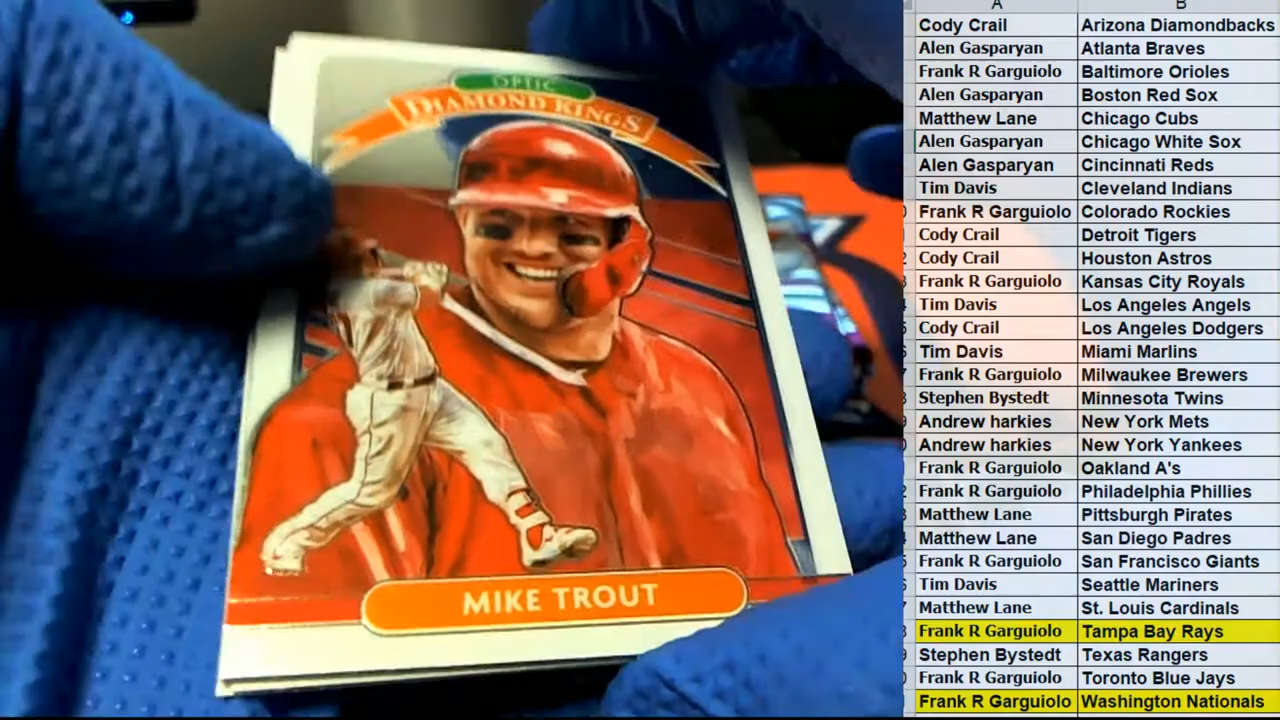 OPTIC
DIAMOND KINGS
MIKE TROUT
A B
Cody Crail Arizona Diamondbacks
Alen Gasparyan Atlanta Braves
Frank R Garguiolo Baltimore Orioles
Alen Gasparyan Boston Red Sox
Matthew Lane Chicago Cubs
Alen Gasparyan Chicago White Sox
Alen Gasparyan Cincinnati Reds
Tim Davis Cleveland Indians
Frank R Garguiolo Colorado Rockies
Cody Crail Detroit Tigers
Cody Crail Houston Astros
Frank R Garguiolo Kansas City Royals
Tim Davis Los Angeles Angels
Cody Crail Los Angeles Dodgers
Tim Davis Miami Marlins
Frank R Garguiolo Milwaukee Brewers
Stephen Bystedt Minnesota Twins
Andrew harkies New York Mets
Andrew harkies New York Yankees
Frank R Garguiolo Oakland A's
Frank R Garguiolo Philadelphia Phillies
Matthew Lane Pittsburgh Pirates
Matthew Lane San Diego Padres
Frank R Garguiolo San Francisco Giants
Tim Davis Seattle Mariners
Matthew Lane St. Louis Cardinals
Frank R Garguiolo Tampa Bay Rays
Stephen Bystedt Texas Rangers
Frank R Garguiolo Toronto Blue Jays
Frank R Garguiolo Washington Nationals